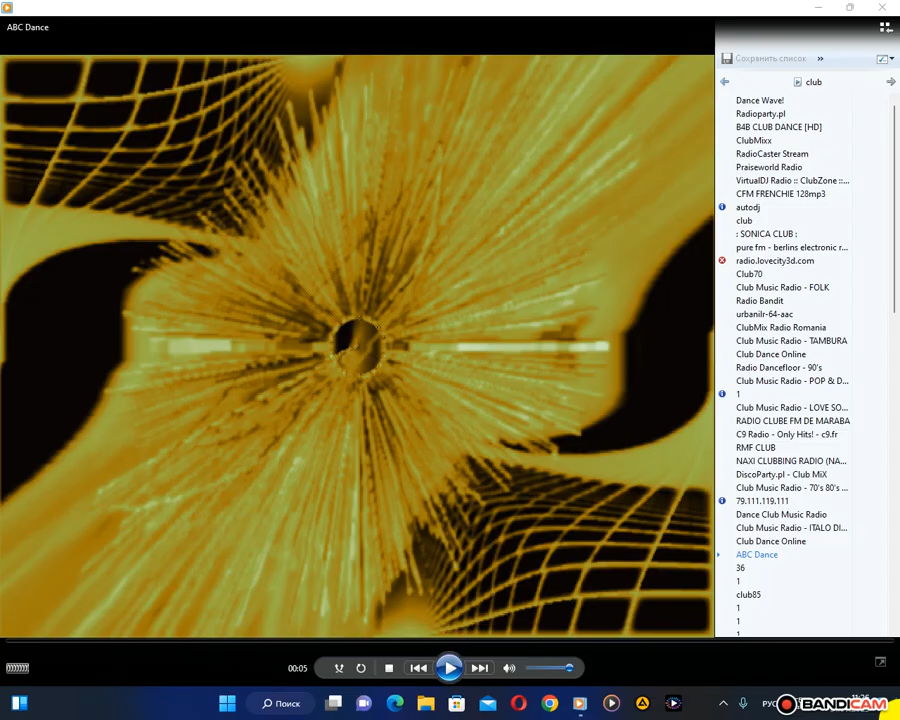 ABC Dance
Сохранить список »
club
Dance Wave!
Radioparty.pl
B4B CLUB DANCE [HD]
ClubMixx
RadioCaster Stream
Praiseworld Radio
VirtualDJ Radio :: ClubZone ::...
CFM FRENCHIE 128mp3
autodj
club
: SONICA CLUB :
pure fm - berlins electronic r...
radio.lovecity3d.com
Club70
Club Music Radio - FOLK
Radio Bandit
urbanilr-64-aac
ClubMix Radio Romania
Club Music Radio - TAMBURA
Club Dance Online
Radio Dancefloor - 90's
Club Music Radio - POP & D...
1
Club Music Radio - LOVE SO...
RADIO CLUBE FM DE MARABA
C9 Radio - Only Hits! - c9.fr
RMF CLUB
NAXI CLUBBING RADIO (NA...
DiscoParty.pl - Club MiX
Club Music Radio - 70's 80's ...
79.111.119.111
Dance Club Music Radio
Club Music Radio - ITALO DI...
Club Dance Online
ABC Dance
36
1
club85
1
1
1
00:05
Поиск
РУС
BANDICAM